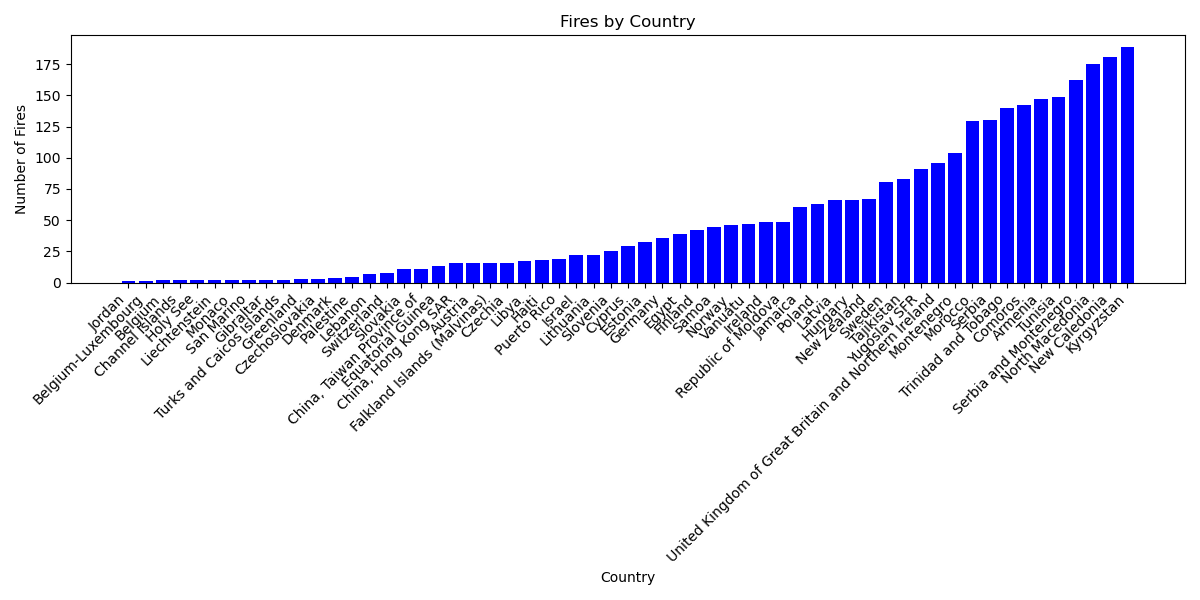 Fires by Country
Number of Fires
175
150
125
100
75
50
25
0
Jordan
Belgium-Luxembourg
Belgium
Channel Islands
Holy See
Liechtenstein
Monaco
San Marino
Gibraltar
Turks and Caicos Islands
Greenland
Czechoslovakia
Denmark
Palestine
Lebanon
Switzerland
Slovakia
China, Taiwan Province of
Equatorial Guinea
China, Hong Kong SAR
Austria
Falkland Islands (Malvinas)
Czechia
Libya
Haiti
Puerto Rico
Israel
Lithuania
Slovenia
Cyprus
Estonia
Germany
Egypt
Finland
Samoa
Norway
Vanuatu
Ireland
Republic of Moldova
Jamaica
Poland
Latvia
Hungary
New Zealand
Sweden
Tajikistan
Yugoslav SFR
United Kingdom of Great Britain and Northern Ireland
Montenegro
Morocco
Serbia
Trinidad and Tobago
Comoros
Armenia
Tunisia
Serbia and Montenegro
North Macedonia
New Caledonia
Kyrgyzstan
Country